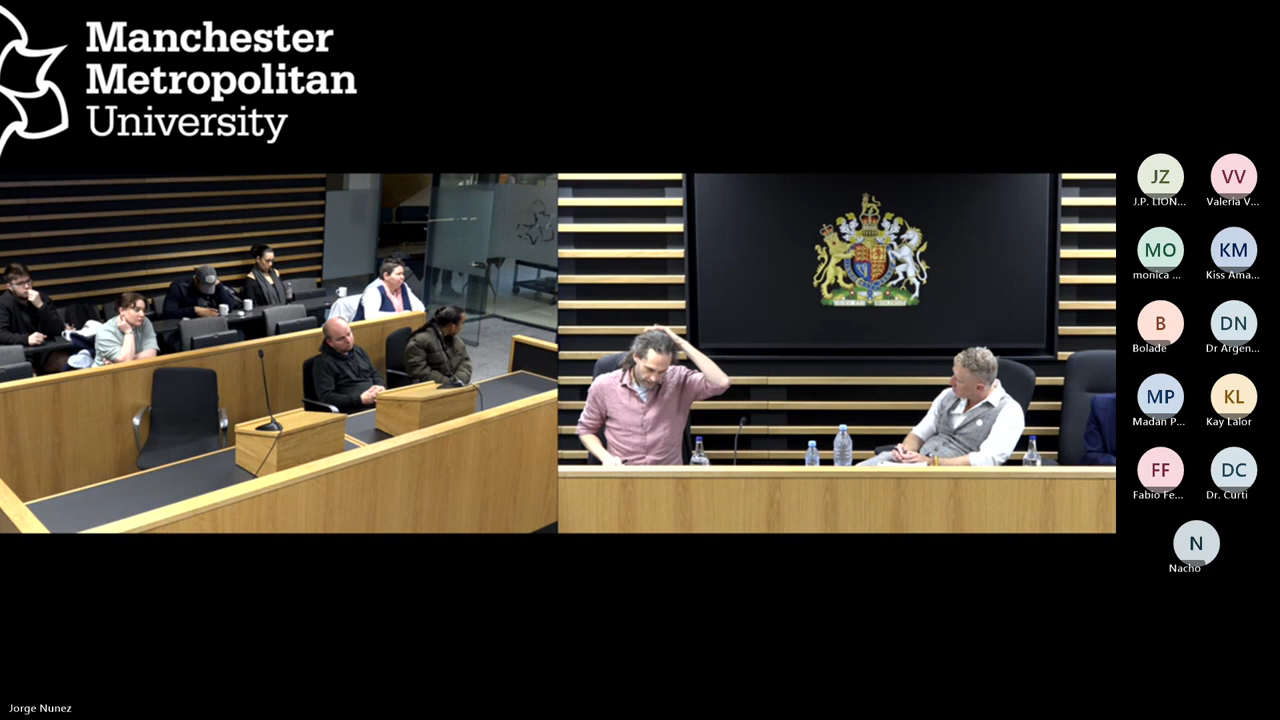 Manchester
Metropolitan
University
JZ
J.P. LION...
VV
Valeria V...
MO
monica ...
KM
Kiss Ama...
B
Bolade
DN
Dr Argen...
MP
Madan P...
KL
Kay Lalor
FF
Fabio Fe...
DC
Dr. Curti
N
Nacho
Jorge Nunez